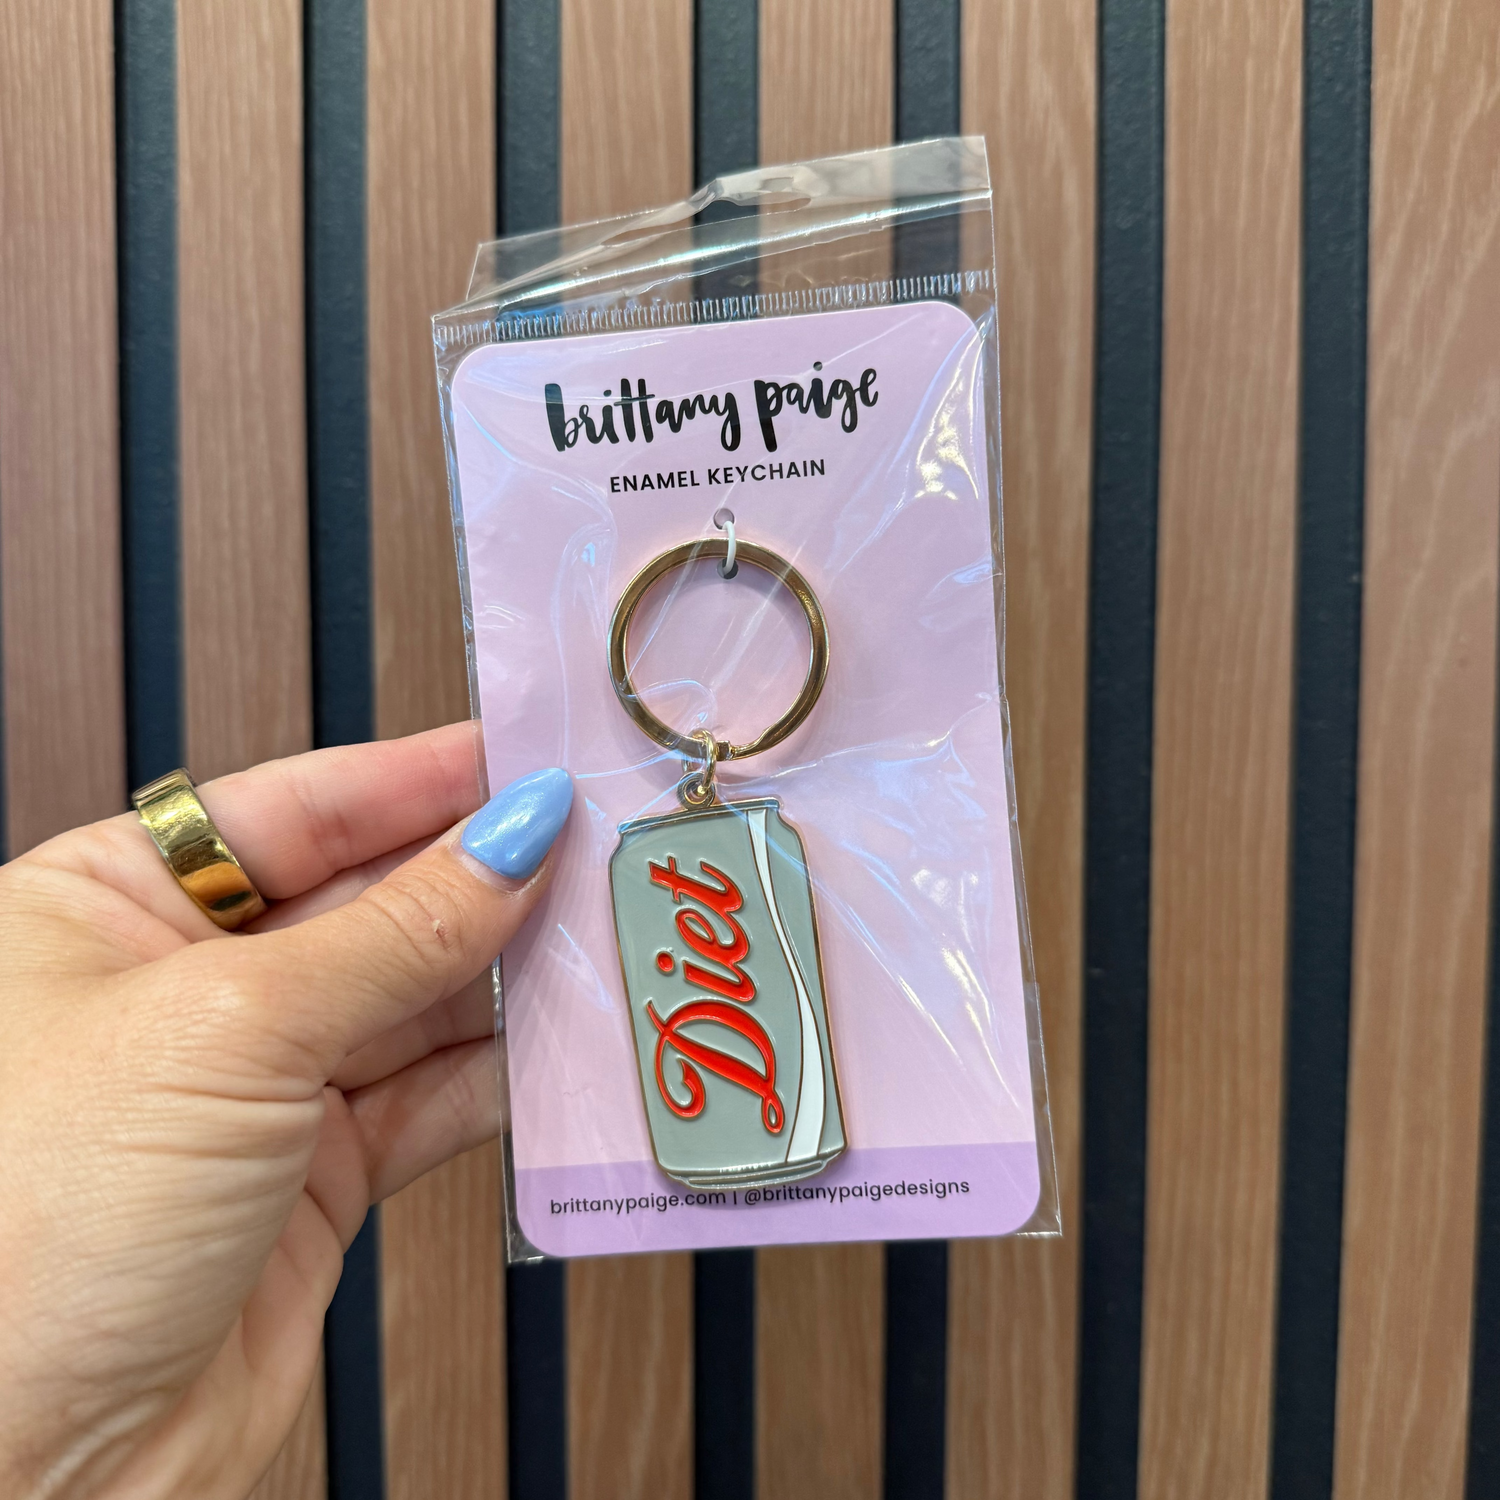 brittany paige
ENAMEL KEYCHAIN
Diet
brittanypaige.com | @brittanypaigedesigns